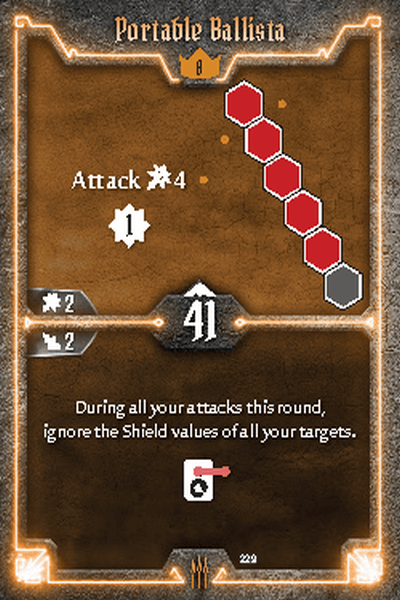 Portable Ballista
8
Attack 4
1
2
41
2
During all your attacks this round,
ignore the Shield values of all your targets.
229